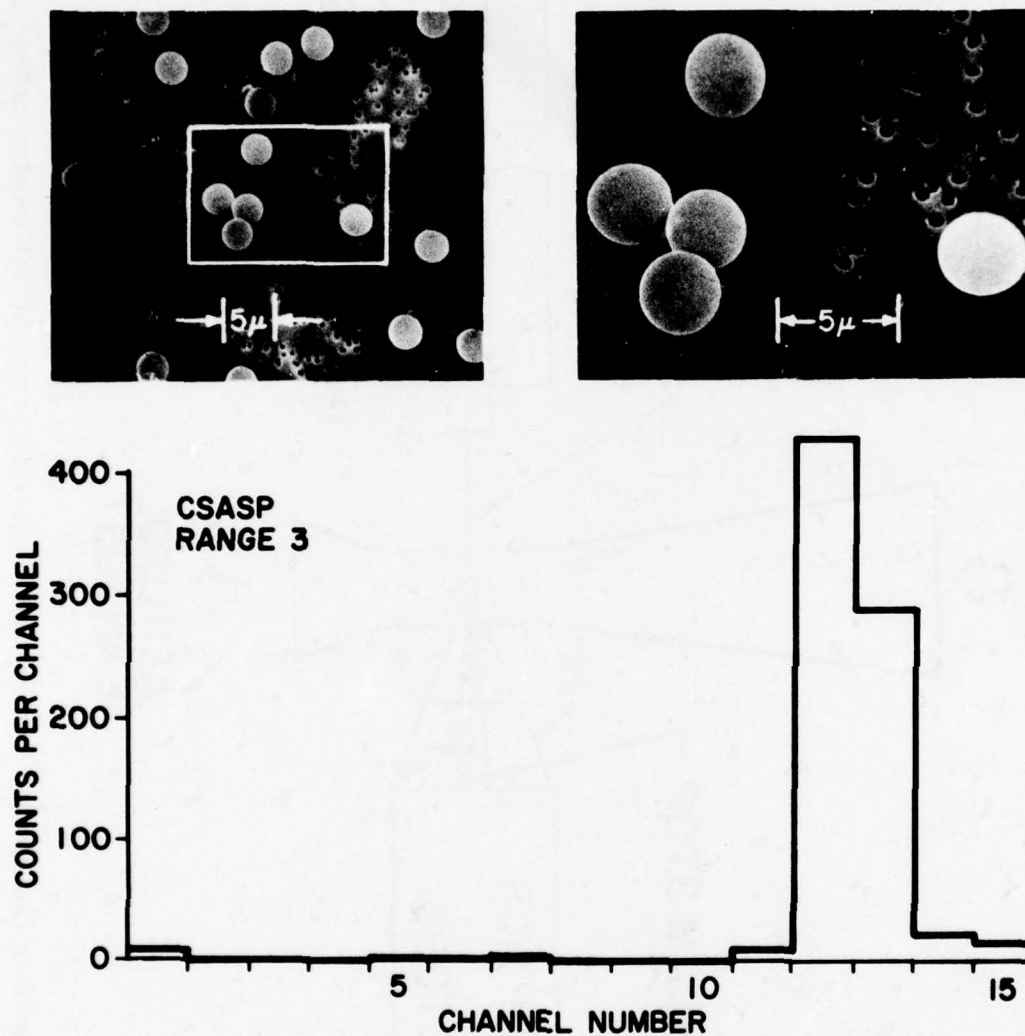 5μ
5μ
CSASP
RANGE 3
COUNTS PER CHANNEL
400
300
200
100
0
5
10
15
CHANNEL NUMBER